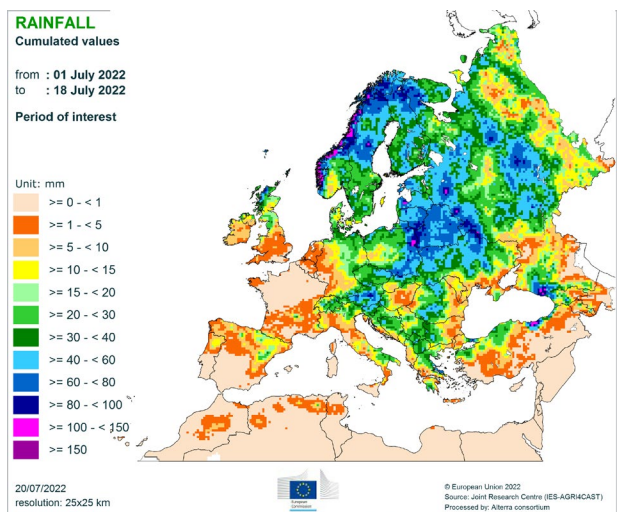 RAINFALL
Cumulated values
from : 01 July 2022
to : 18 July 2022
Period of interest
Unit: mm
>= 0 - < 1
>= 1 - < 5
>= 5 - < 10
>= 10 - < 15
>= 15 - < 20
>= 20 - < 30
>= 30 - < 40
>= 40 - < 60
>= 60 - < 80
>= 80 - < 100
>= 100 - < 150
>= 150
20/07/2022
resolution: 25x25 km
European
Commission
© European Union 2022
Source: Joint Research Centre (IES-AGRI4CAST)
Processed by: Alterra consortium